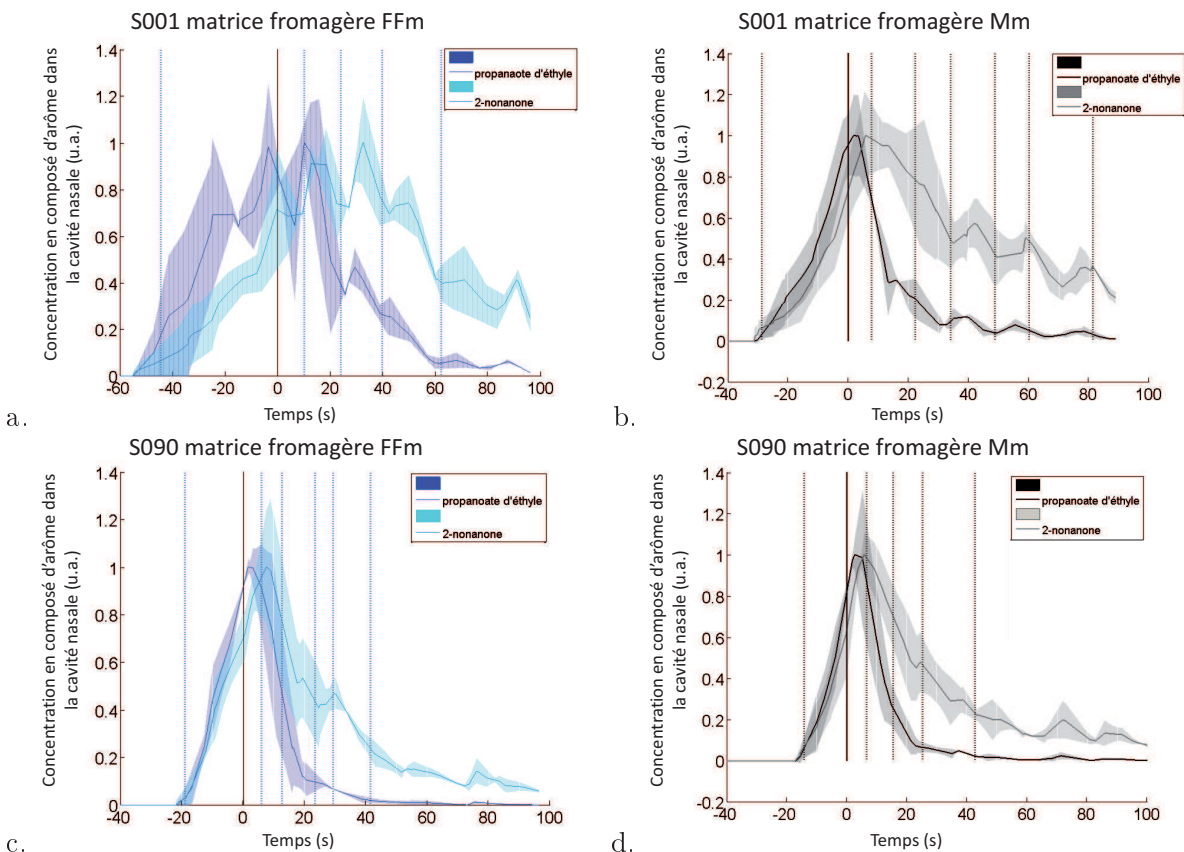 S001 matrice fromagère FFm
Concentration en composé d'arôme dans
la cavité nasale (u.a.)
1.4
1.2
1
0.8
0.6
0.4
0.2
0
propanaote d'éthyle
2-nonanone
-60 -40 -20 0 20 40 60 80 100
Temps (s)
a.
S001 matrice fromagère Mm
Concentration en composé d'arôme dans
la cavité nasale (u.a.)
1.4
1.2
1
0.8
0.6
0.4
0.2
0
-0.2
propanoate d'éthyle
2-nonanone
-40 -20 0 20 40 60 80 100
Temps (s)
b.
S090 matrice fromagère FFm
Concentration en composé d'arôme dans
la cavité nasale (u.a.)
1.4
1.2
1
0.8
0.6
0.4
0.2
0
propanoate d'éthyle
2-nonanone
-40 -20 0 20 40 60 80 100
Temps (s)
c.
S090 matrice fromagère Mm
Concentration en composé d'arôme dans
la cavité nasale (u.a.)
1.4
1.2
1
0.8
0.6
0.4
0.2
0
-0.2
propanoate d'éthyle
2-nonanone
-40 -20 0 20 40 60 80 100
Temps (s)
d.